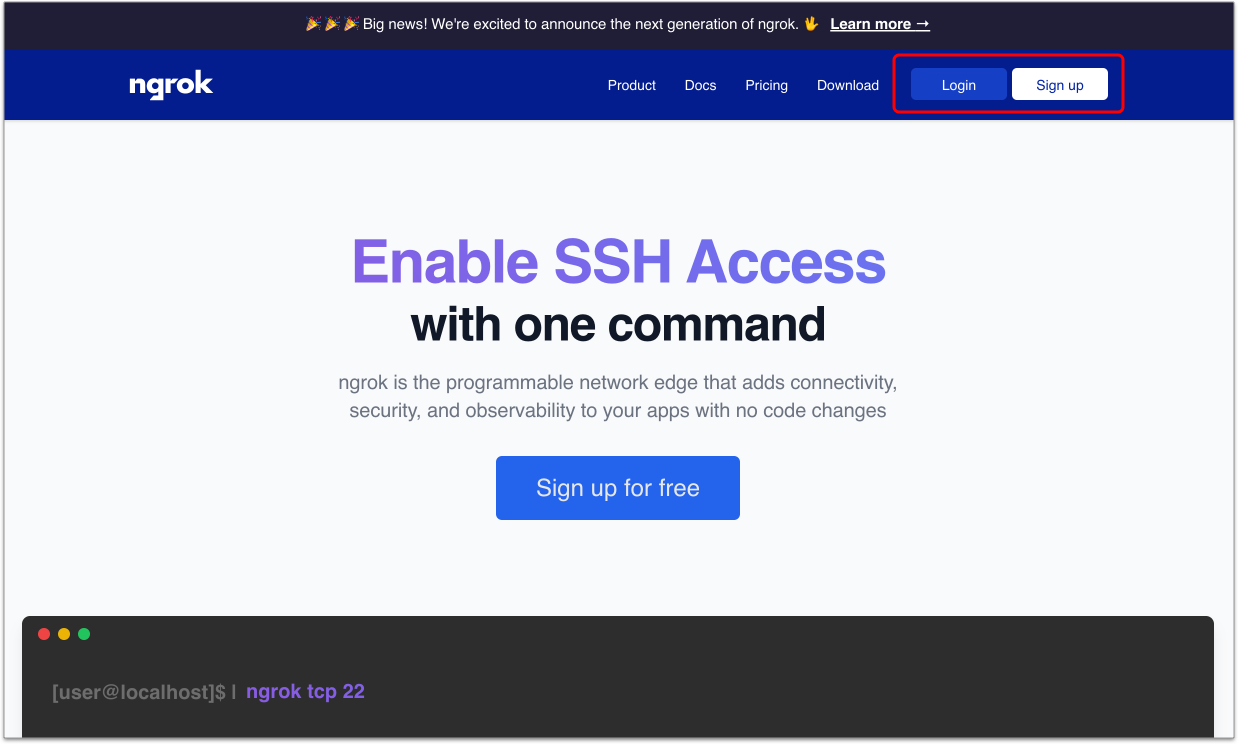 🎉 🎉 🎉 Big news! We're excited to announce the next generation of ngrok. 🖖 Learn more →
ngrok Product Docs Pricing Download Login Sign up
Enable SSH Access
with one command
ngrok is the programmable network edge that adds connectivity,
security, and observability to your apps with no code changes
Sign up for free
[user@localhost]$ | ngrok tcp 22